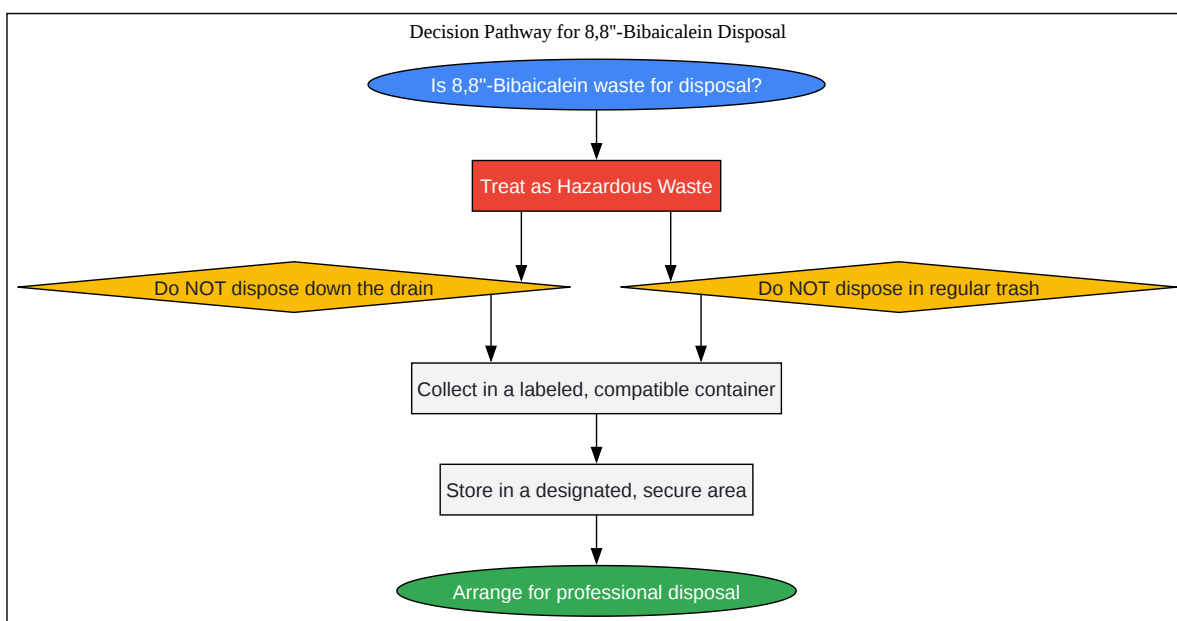 Decision Pathway for 8,8"-Bibaicalein Disposal
Is 8,8"-Bibaicalein waste for disposal?
Treat as Hazardous Waste
Do NOT dispose down the drain
Do NOT dispose in regular trash
Collect in a labeled, compatible container
Store in a designated, secure area
Arrange for professional disposal